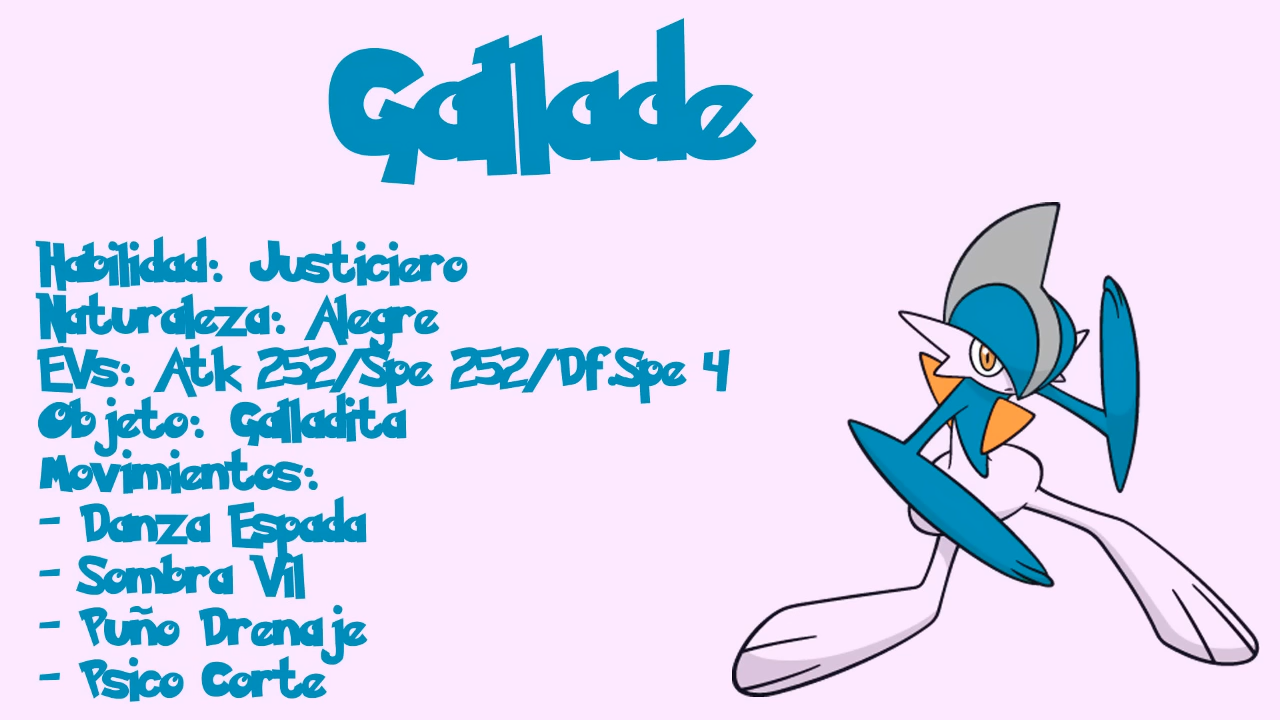 Gallade
Habilidad: Justiciero
Naturaleza: Alegre
EVs: Atk 252/Spe 252/Df.Spe 4
Objeto: Galladita
Movimientos:
- Danza Espada
- Sombra Vil
- Puño Drenaje
- Psico Corte